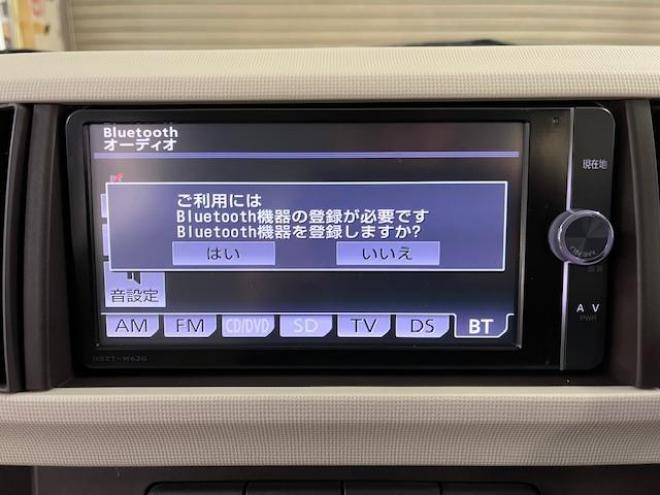 Bluetooth
オーディオ
現在地
ご利用には
Bluetooth機器の登録が必要です
Bluetooth機器を登録しますか?
はい
いいえ
音設定
A V
PWR
AM
FM
CD/DVD
SD
TV
DS
BT
NSZT-W62G